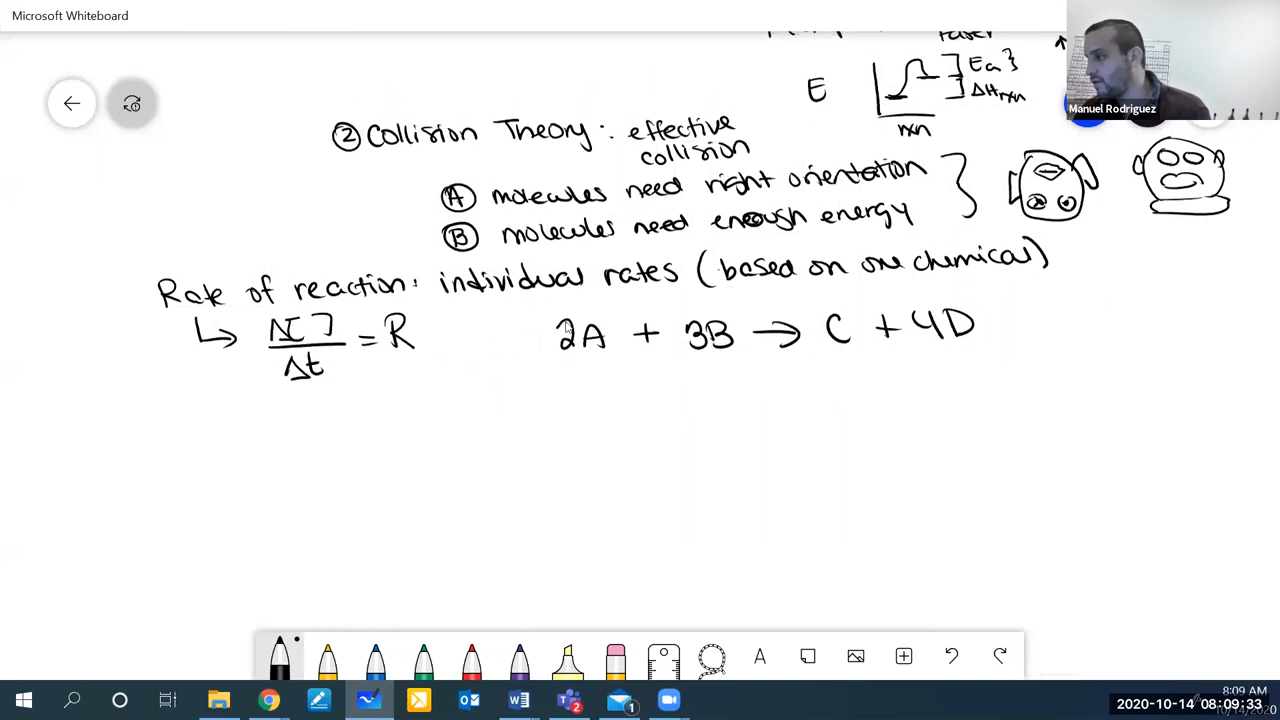 Microsoft Whiteboard
Faster
E
Ea
ΔHrxn
rxn
Manuel Rodriguez
② Collision Theory: effective
collision
Ⓐ molecules need right orientation
Ⓑ molecules need enough energy
Rate of reaction: individual rates (based on one chemical)
Δ[ ] / Δt = R
2A + 3B → C + 4D
A
2
1
8:09 AM
2020-10-14 08:09:33